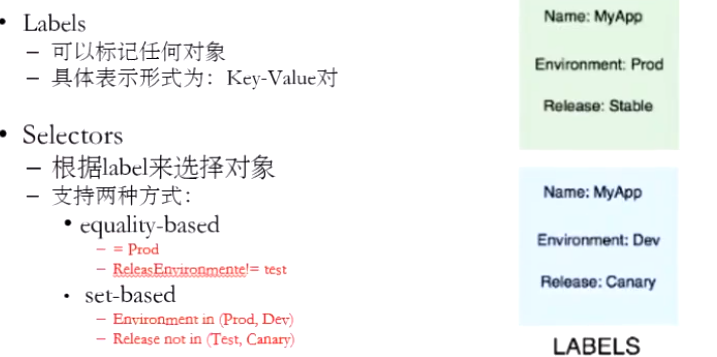 • Labels
– 可以标记任何对象
– 具体表示形式为：Key-Value对
• Selectors
– 根据label来选择对象
– 支持两种方式：
• equality-based
– = Prod
– ReleasEnvironmente!= test
• set-based
– Environment in (Prod, Dev)
– Release not in (Test, Canary)
Name: MyApp
Environment: Prod
Release: Stable
Name: MyApp
Environment: Dev
Release: Canary
LABELS